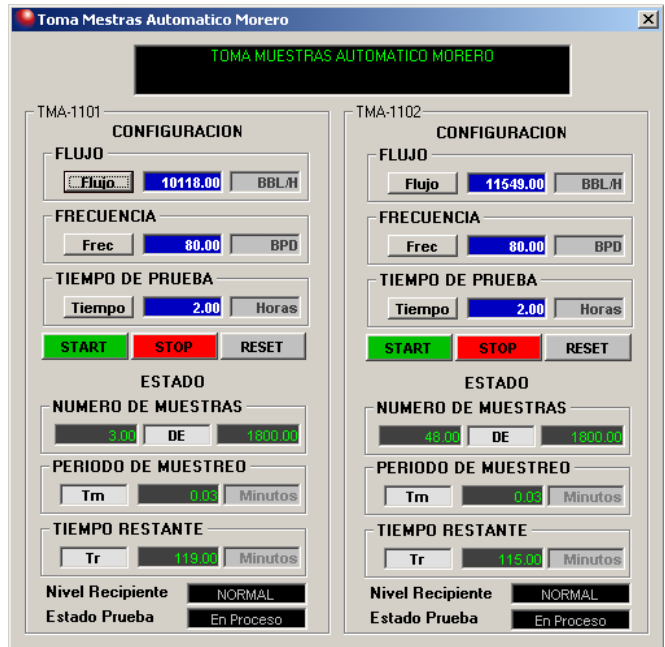 Toma Mestras Automatico Morero
TOMA MUESTRAS AUTOMATICO MORERO
TMA-1101
CONFIGURACION
FLUJO
Flujo 10118.00 BBL/H
FRECUENCIA
Frec 80.00 BPD
TIEMPO DE PRUEBA
Tiempo 2.00 Horas
START STOP RESET
ESTADO
NUMERO DE MUESTRAS
3.00 DE 1800.00
PERIODO DE MUESTREO
Tm 0.03 Minutos
TIEMPO RESTANTE
Tr 119.00 Minutos
Nivel Recipiente NORMAL
Estado Prueba En Proceso
TMA-1102
CONFIGURACION
FLUJO
Flujo 11549.00 BBL/H
FRECUENCIA
Frec 80.00 BPD
TIEMPO DE PRUEBA
Tiempo 2.00 Horas
START STOP RESET
ESTADO
NUMERO DE MUESTRAS
48.00 DE 1800.00
PERIODO DE MUESTREO
Tm 0.03 Minutos
TIEMPO RESTANTE
Tr 115.00 Minutos
Nivel Recipiente NORMAL
Estado Prueba En Proceso